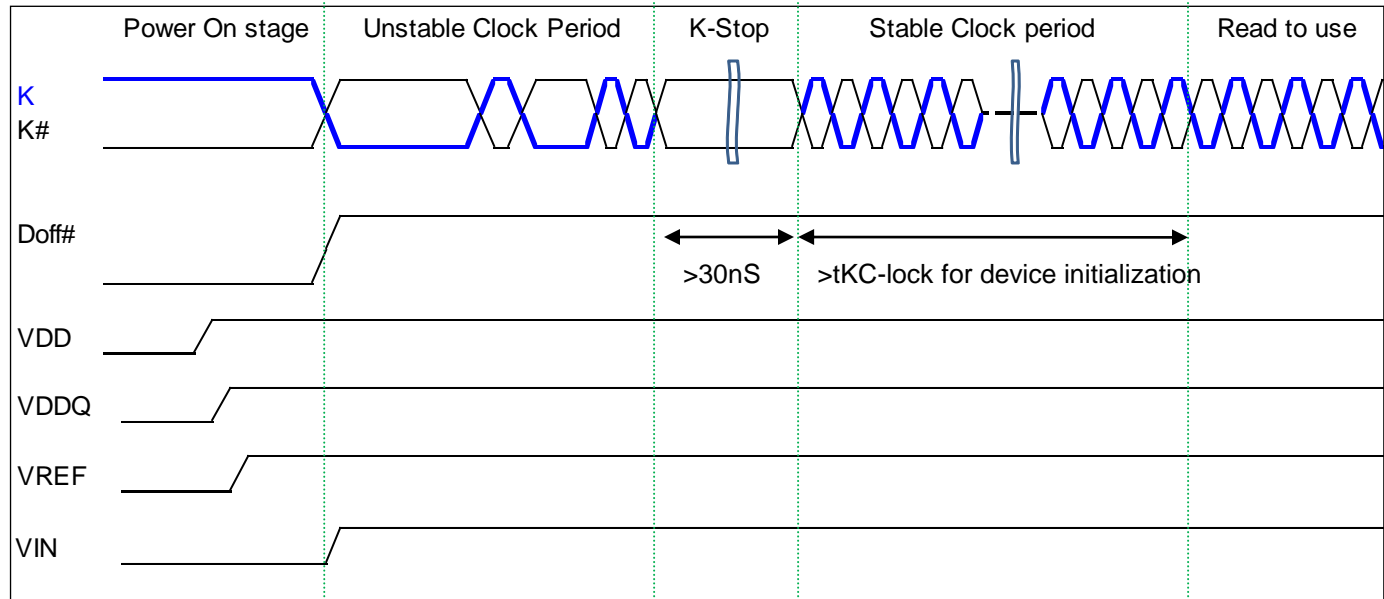 Power On stage Unstable Clock Period K-Stop Stable Clock period Read to use
K
K#
Doff#
>30nS >tKC-lock for device initialization
VDD
VDDQ
VREF
VIN